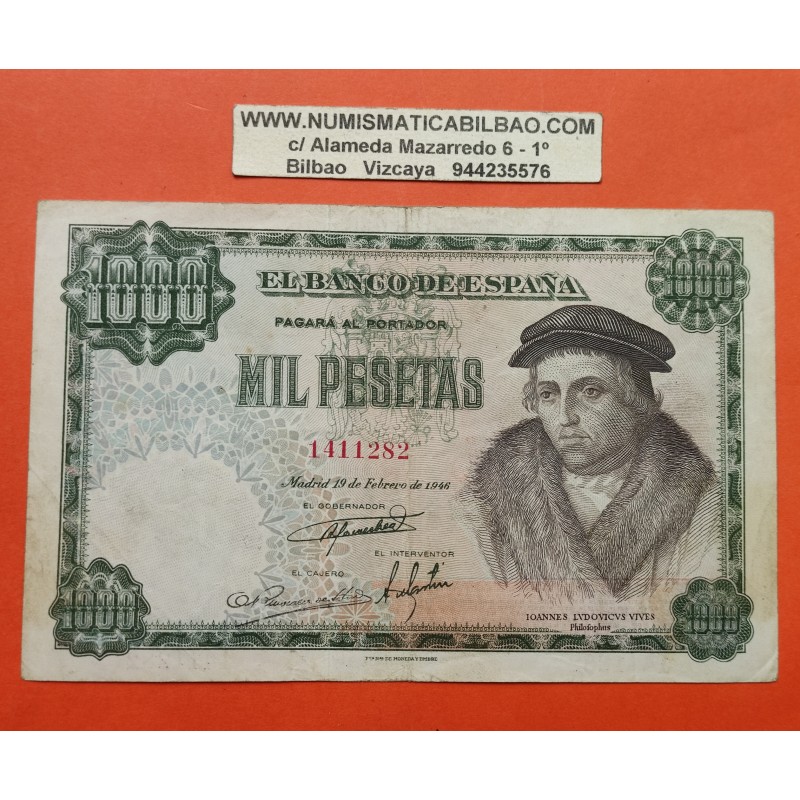 WWW.NUMISMATICABILBAO.COM
c/ Alameda Mazarredo 6 - 1º
Bilbao Vizcaya 944235576
1000
1000
EL BANCO DE ESPAÑA
PAGARÁ AL PORTADOR
MIL PESETAS
1411282
Madrid 19 de Febrero de 1946
EL GOBERNADOR
EL INTERVENTOR
EL CAJERO
1000
1000
IOANNES LVDOVICVS VIVES
Philoſophus